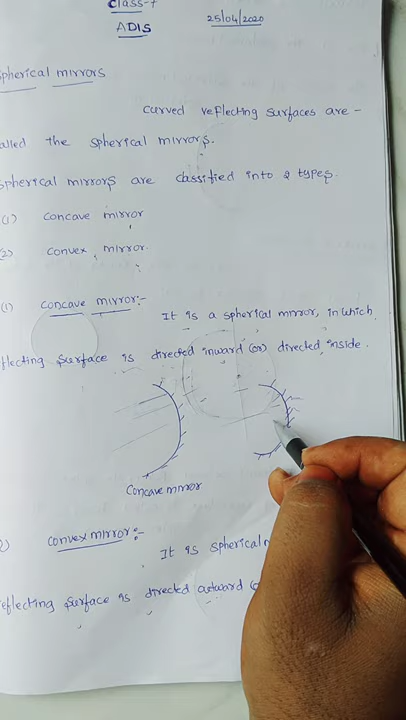 class-7
ADIS
25/04/2020
spherical mirrors
curved reflecting surfaces are -
alled the spherical mirrors.
spherical mirrors are classified into 2 types.
(1) concave mirror
(2) convex mirror.
(1) concave mirror:-
It is a spherical mirror, in which
eflecting surface is directed inward (or) directed inside.
Concave mirror
) convex mirror:-
It is spherical
eflecting surface is directed outward (o